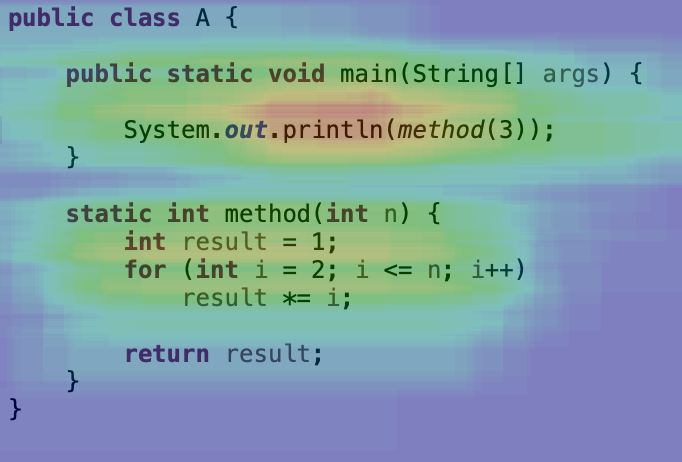 public class A {
public static void main(String[] args) {
System.out.println(method(3));
}
static int method(int n) {
int result = 1;
for (int i = 2; i <= n; i++)
result *= i;
return result;
}
}